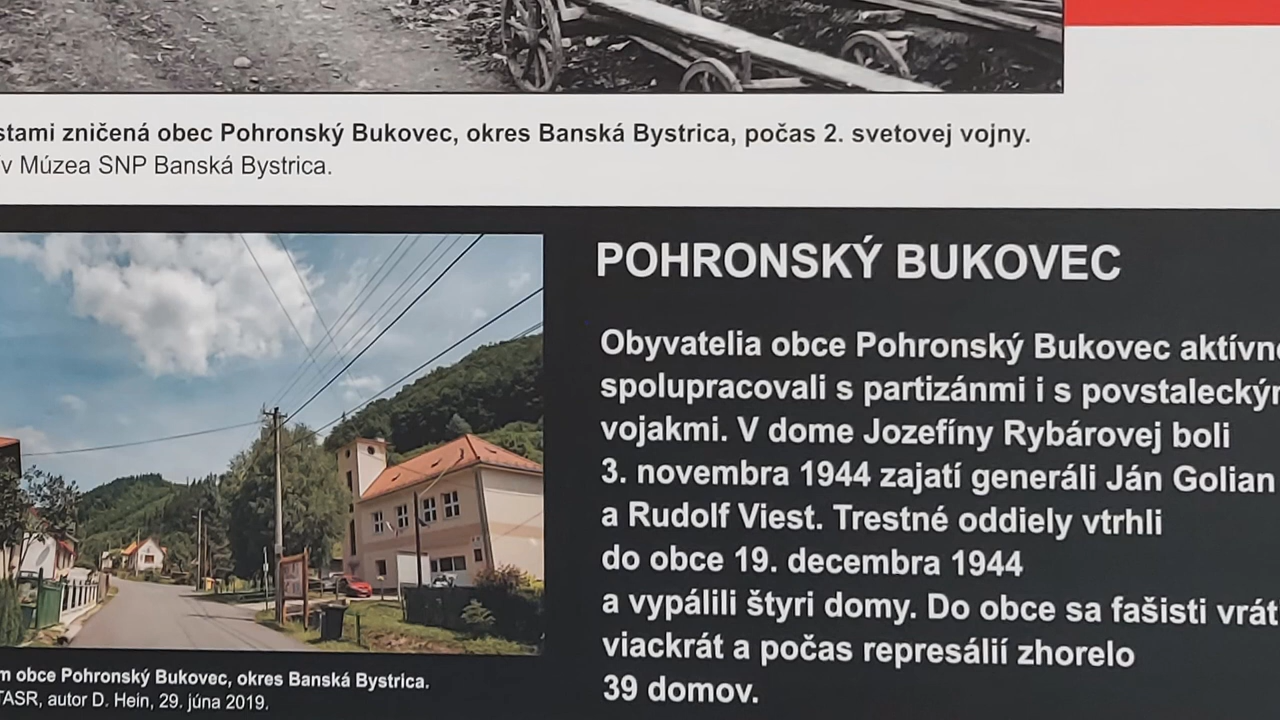 stami zničená obec Pohronský Bukovec, okres Banská Bystrica, počas 2. svetovej vojny.
v Múzea SNP Banská Bystrica.
POHRONSKÝ BUKOVEC
Obyvatelia obce Pohronský Bukovec aktívne
spolupracovali s partizánmi i s povstaleckým
vojakmi. V dome Jozefíny Rybárovej boli
3. novembra 1944 zajatí generáli Ján Golian
a Rudolf Viest. Trestné oddiely vtrhli
do obce 19. decembra 1944
a vypálili štyri domy. Do obce sa fašisti vrát
viackrát a počas represálií zhorelo
39 domov.
m obce Pohronský Bukovec, okres Banská Bystrica.
TASR, autor D. Hein, 29. júna 2019.